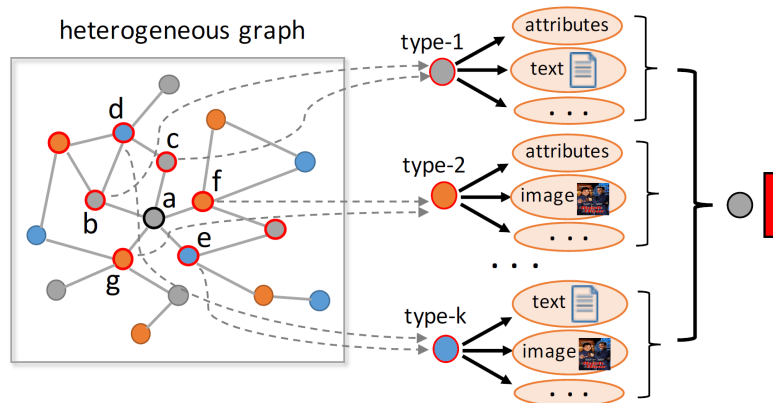 heterogeneous graph
d
c
a
f
b
e
g
type-1
attributes
text
. . .
type-2
attributes
image
. . .
. . .
type-k
text
image
. . .